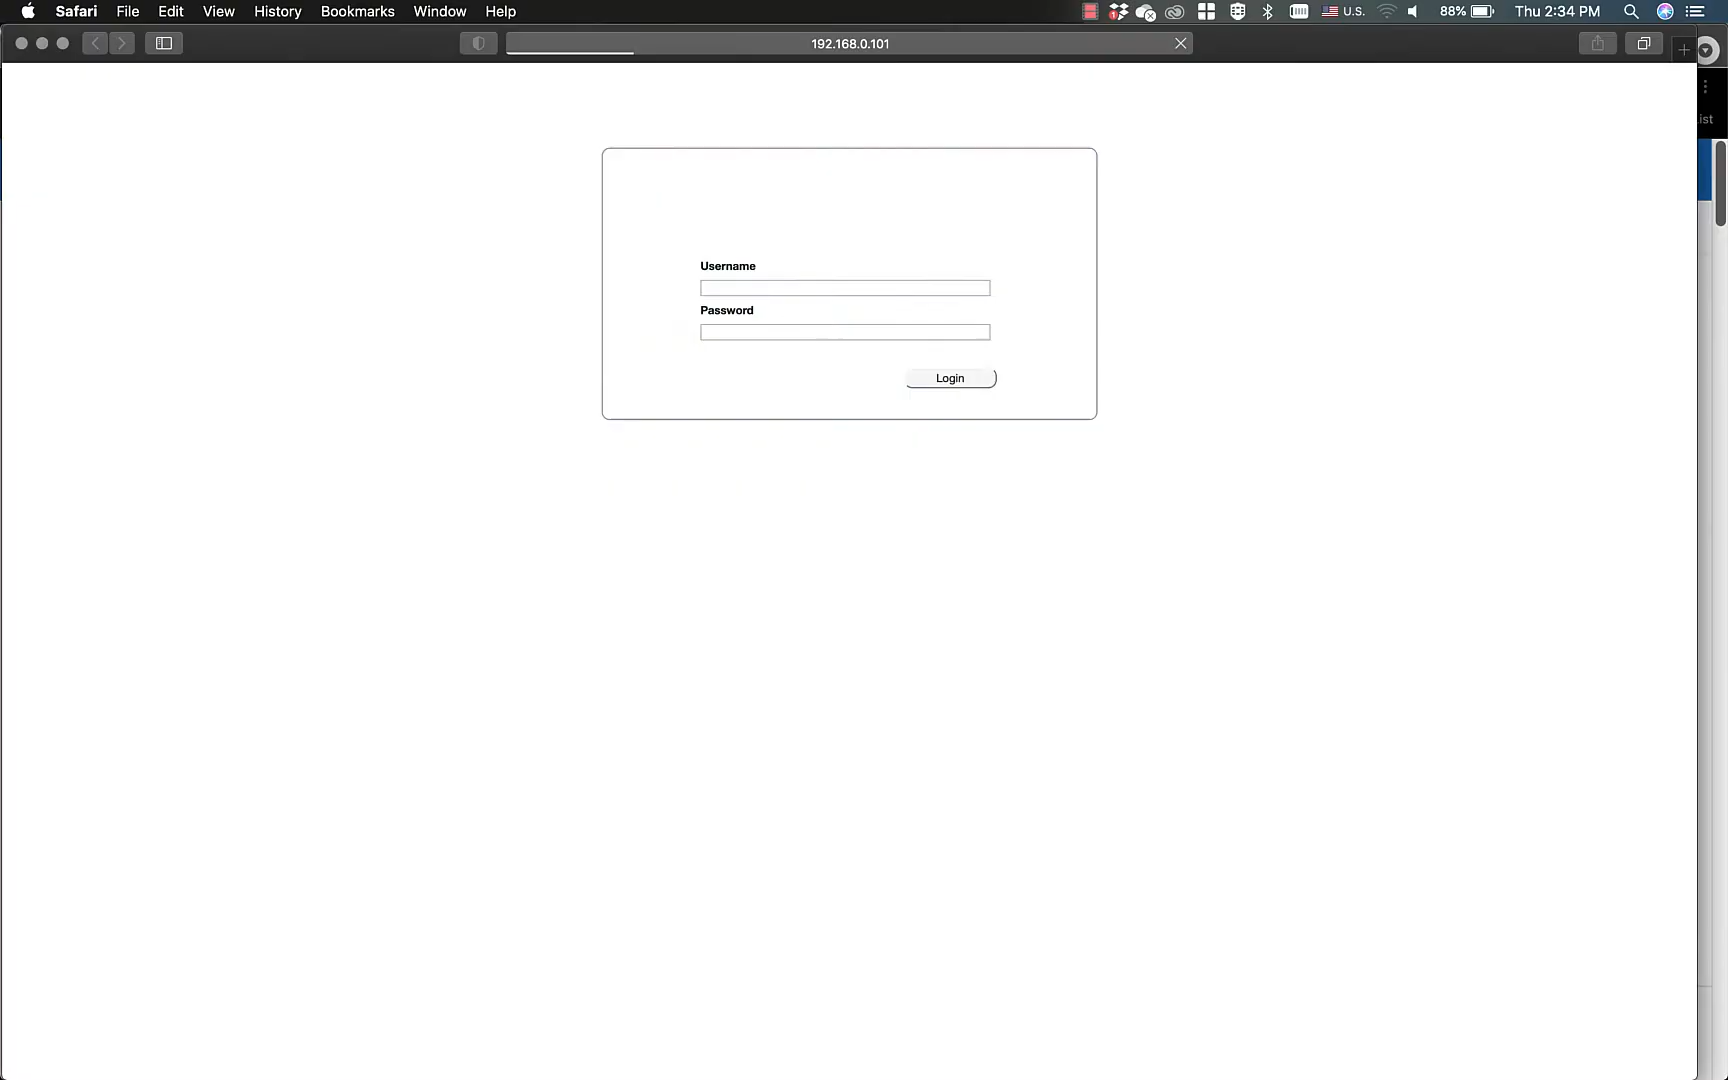 Safari File Edit View History Bookmarks Window Help 1 U.S. 88% Thu 2:34 PM
192.168.0.101
Username
Password
Login